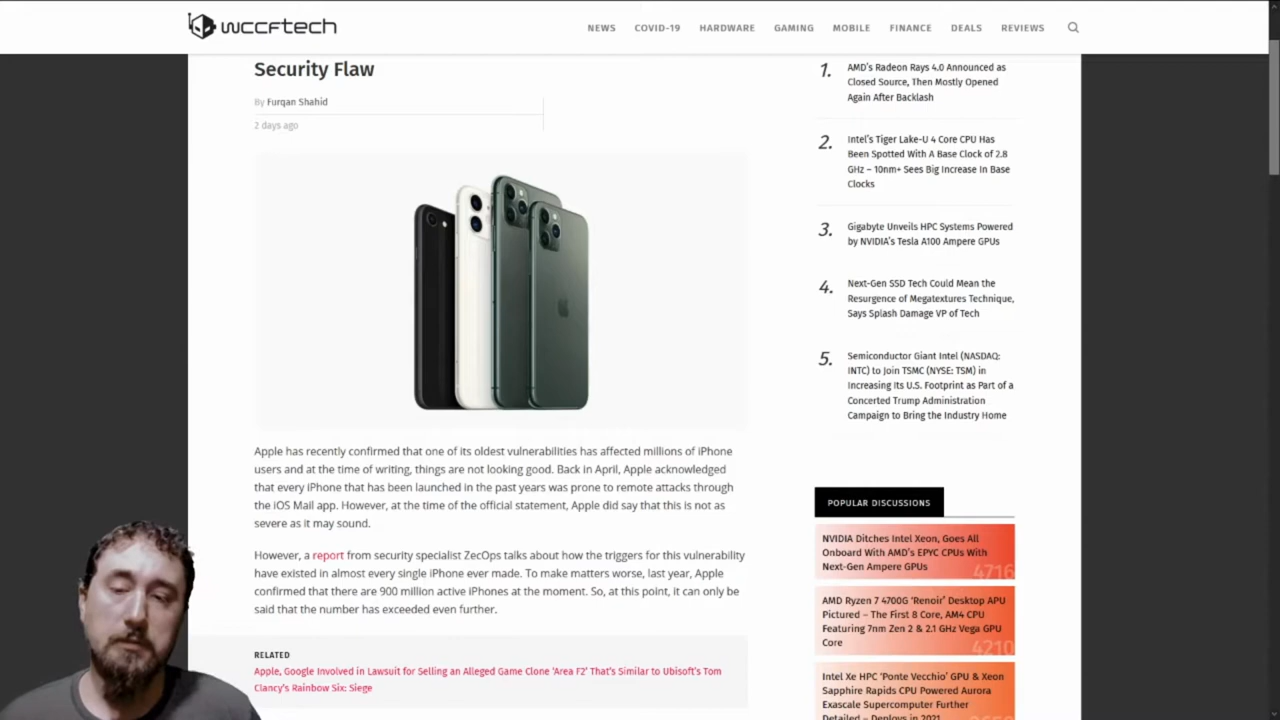 wccftech
NEWS COVID-19 HARDWARE GAMING MOBILE FINANCE DEALS REVIEWS
Security Flaw
By Furqan Shahid
2 days ago
Apple has recently confirmed that one of its oldest vulnerabilities has affected millions of iPhone
users and at the time of writing, things are not looking good. Back in April, Apple acknowledged
that every iPhone that has been launched in the past years was prone to remote attacks through
the iOS Mail app. However, at the time of the official statement, Apple did say that this is not as
severe as it may sound.
However, a report from security specialist ZecOps talks about how the triggers for this vulnerability
have existed in almost every single iPhone ever made. To make matters worse, last year, Apple
confirmed that there are 900 million active iPhones at the moment. So, at this point, it can only be
said that the number has exceeded even further.
RELATED
Apple, Google Involved in Lawsuit for Selling an Alleged Game Clone 'Area F2' That's Similar to Ubisoft's Tom
Clancy's Rainbow Six: Siege
1. AMD's Radeon Rays 4.0 Announced as
Closed Source, Then Mostly Opened
Again After Backlash
2. Intel's Tiger Lake-U 4 Core CPU Has
Been Spotted With A Base Clock of 2.8
GHz – 10nm+ Sees Big Increase In Base
Clocks
3. Gigabyte Unveils HPC Systems Powered
by NVIDIA's Tesla A100 Ampere GPUs
4. Next-Gen SSD Tech Could Mean the
Resurgence of Megatextures Technique,
Says Splash Damage VP of Tech
5. Semiconductor Giant Intel (NASDAQ:
INTC) to Join TSMC (NYSE: TSM) in
Increasing Its U.S. Footprint as Part of a
Concerted Trump Administration
Campaign to Bring the Industry Home
POPULAR DISCUSSIONS
NVIDIA Ditches Intel Xeon, Goes All
Onboard With AMD's EPYC CPUs With
Next-Gen Ampere GPUs
4716
AMD Ryzen 7 4700G 'Renoir' Desktop APU
Pictured – The First 8 Core, AM4 CPU
Featuring 7nm Zen 2 & 2.1 GHz Vega GPU
Core
4210
Intel Xe HPC 'Ponte Vecchio' GPU & Xeon
Sapphire Rapids CPU Powered Aurora
Exascale Supercomputer Further
Detailed – Deploys in 2021